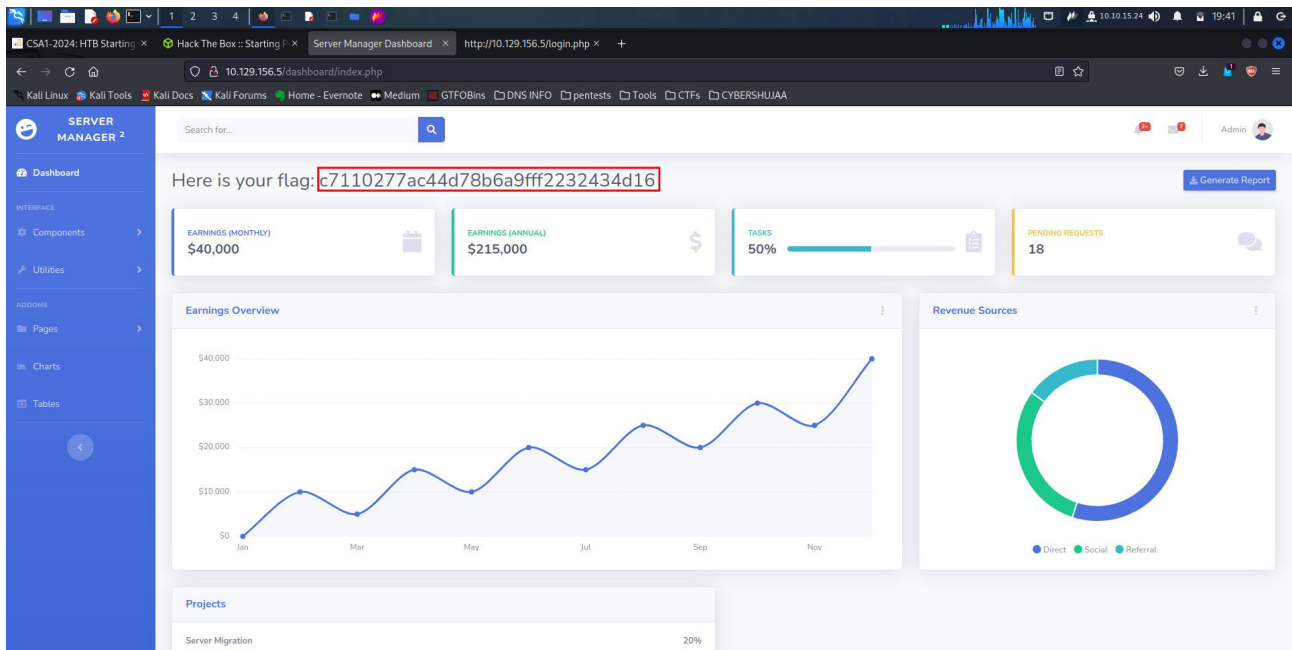 1 2 3 4
10.10.15.24
19:41
CSA1-2024: HTB Starting
Hack The Box :: Starting P
Server Manager Dashboard
http://10.129.156.5/login.php
10.129.156.5/dashboard/index.php
Kali Linux Kali Tools Kali Docs Kali Forums Home - Evernote Medium GTFOBins DNS INFO pentests Tools CTFs CYBERSHUJAA
SERVER
MANAGER 2
Search for...
3+
7
Admin
Dashboard
Here is your flag: c7110277ac44d78b6a9fff2232434d16
Generate Report
INTERFACE
Components
Utilities
ADDONS
Pages
Charts
Tables
EARNINGS (MONTHLY)
$40,000
EARNINGS (ANNUAL)
$215,000
TASKS
50%
PENDING REQUESTS
18
Earnings Overview
$40,000
$30,000
$20,000
$10,000
$0
Jan Mar May Jul Sep Nov
Revenue Sources
Direct Social Referral
Projects
Server Migration 20%